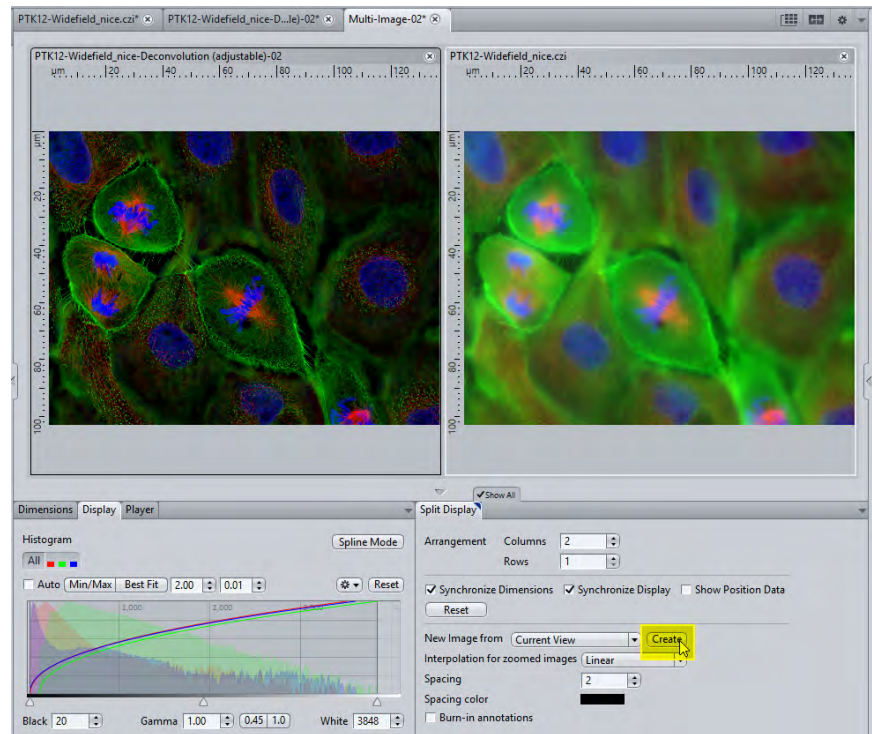 PTK12-Widefield_nice.czi* PTK12-Widefield_nice-D...le)-02* Multi-Image-02*
PTK12-Widefield_nice-Deconvolution (adjustable)-02
µm 20 40 60 80 100 120
µm
20
40
60
80
100
PTK12-Widefield_nice.czi
µm 20 40 60 80 100 120
µm
20
40
60
80
100
Show All
Dimensions Display Player
Histogram Spline Mode
All
Auto Min/Max Best Fit 2.00 0.01 Reset
1,000 2,000
Black 20 Gamma 1.00 0.45 1.0 White 3848
Split Display
Arrangement Columns 2
Rows 1
Synchronize Dimensions Synchronize Display Show Position Data
Reset
New Image from Current View Create
Interpolation for zoomed images Linear
Spacing 2
Spacing color
Burn-in annotations